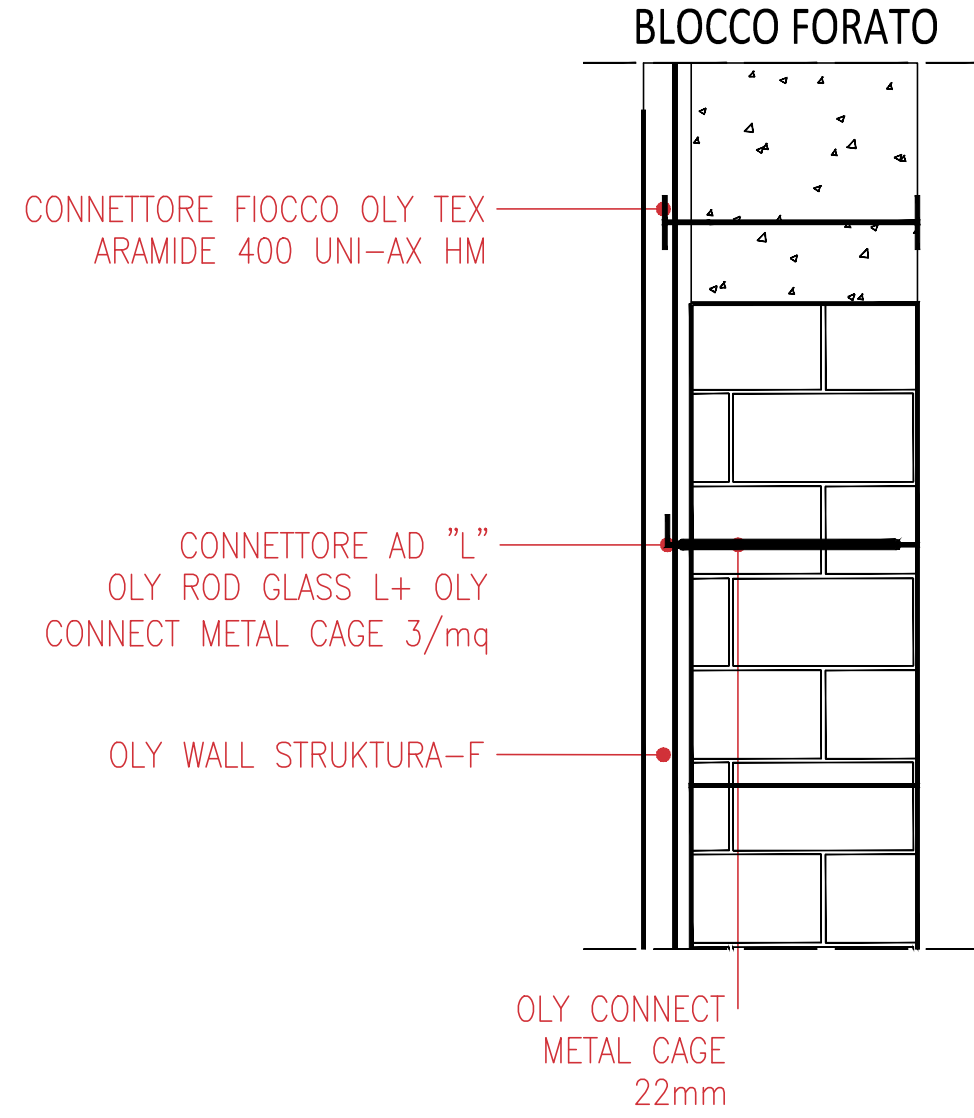 BLOCCO FORATO
CONNETTORE FIOCCO OLY TEX
ARAMIDE 400 UNI-AX HM
CONNETTORE AD "L"
OLY ROD GLASS L+ OLY
CONNECT METAL CAGE 3/mq
OLY WALL STRUKTURA-F
OLY CONNECT
METAL CAGE
22mm